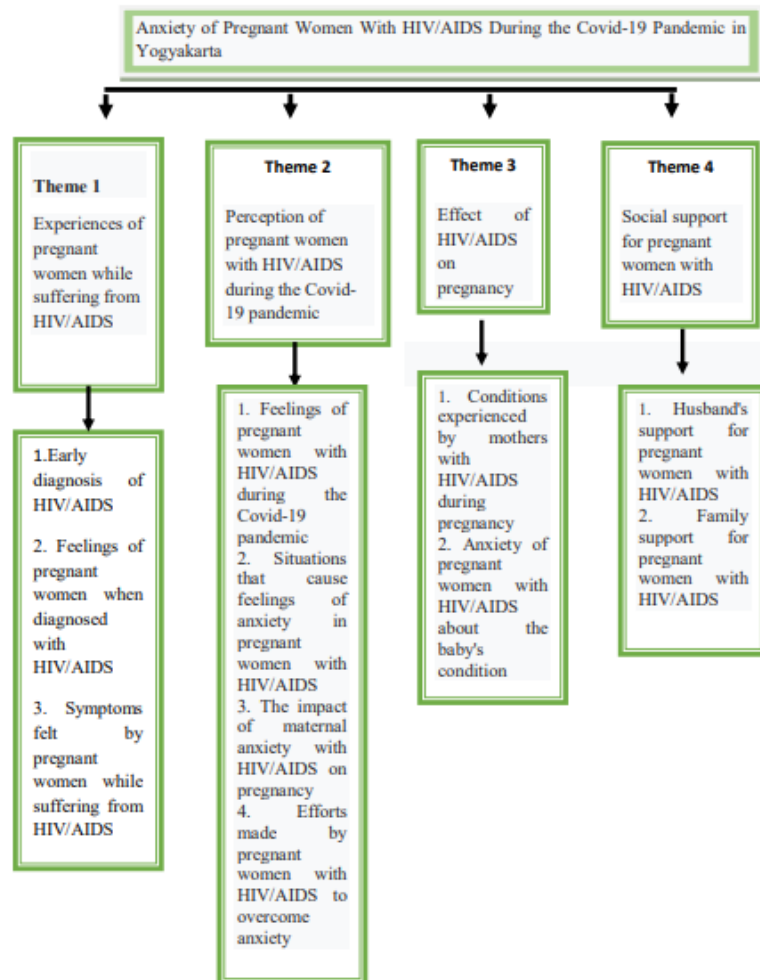 Anxiety of Pregnant Women With HIV/AIDS During the Covid-19 Pandemic in
Yogyakarta
Theme 1
Experiences of
pregnant
women while
suffering from
HIV/AIDS
Theme 2
Perception of
pregnant women
with HIV/AIDS
during the Covid-
19 pandemic
Theme 3
Effect of
HIV/AIDS
on
pregnancy
Theme 4
Social support
for pregnant
women with
HIV/AIDS
1.Early
diagnosis of
HIV/AIDS
2. Feelings of
pregnant
women when
diagnosed
with
HIV/AIDS
3. Symptoms
felt by
pregnant
women while
suffering from
HIV/AIDS
1. Feelings of
pregnant
women with
HIV/AIDS
during the
Covid-19
pandemic
2. Situations
that cause
feelings of
anxiety in
pregnant
women with
HIV/AIDS
3. The impact
of maternal
anxiety with
HIV/AIDS on
pregnancy
4. Efforts
made by
pregnant
women with
HIV/AIDS to
overcome
anxiety
1. Conditions
experienced
by mothers
with
HIV/AIDS
during
pregnancy
2. Anxiety of
pregnant
women with
HIV/AIDS
about the
baby's
condition
1. Husband's
support for
pregnant
women with
HIV/AIDS
2. Family
support for
pregnant
women with
HIV/AIDS